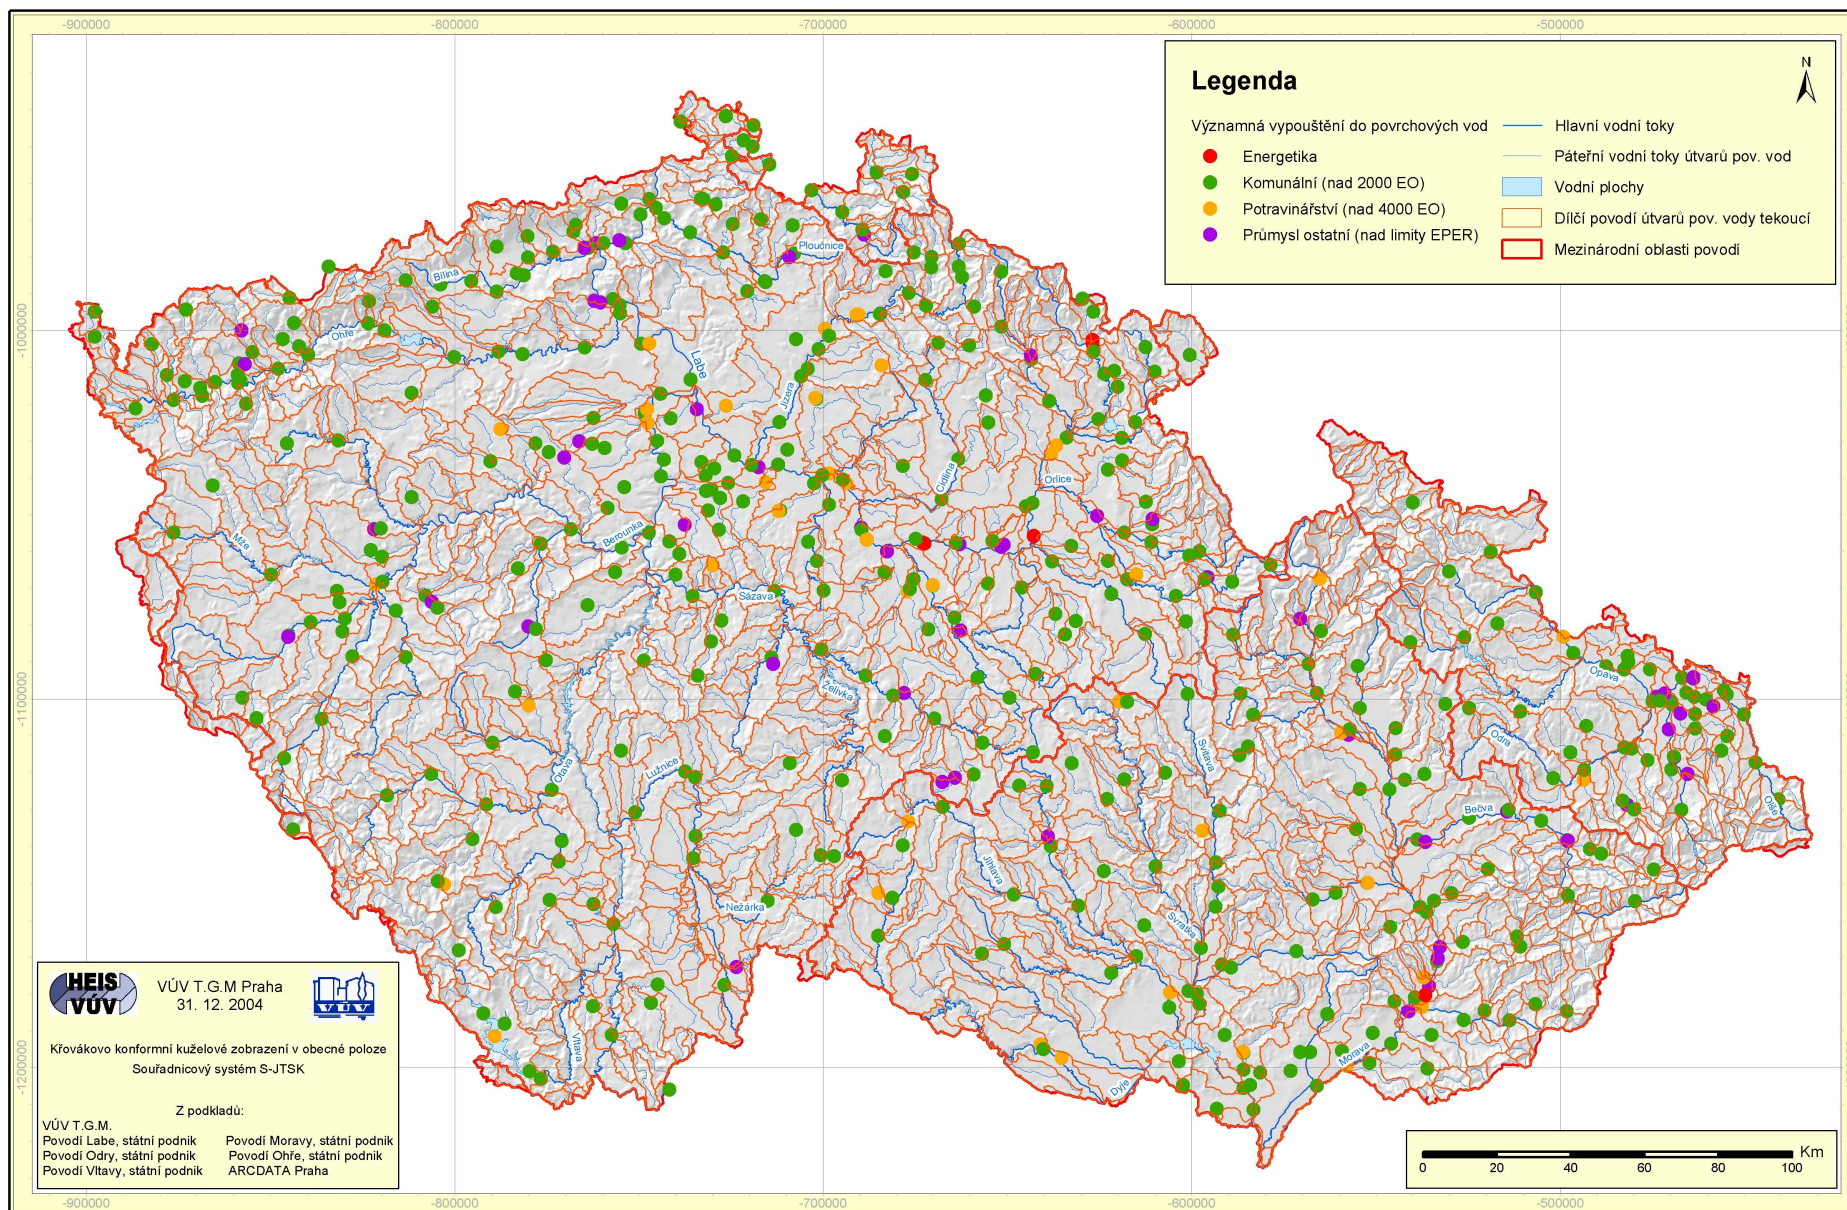 -900000 -800000 -700000 -600000 -500000
Legenda
N
Významná vypouštění do povrchových vod
Energetika
Komunální (nad 2000 EO)
Potravinářství (nad 4000 EO)
Průmysl ostatní (nad limity EPER)
Hlavní vodní toky
Páteřní vodní toky útvarů pov. vod
Vodní plochy
Dílčí povodí útvarů pov. vody tekoucí
Mezinárodní oblasti povodí
Ploučnice
Bílina
-1000000
Ohře
Labe
Jizera
Cidlina
Orlice
Mže
Berounka
Sázava
Želivka
Opava
-1100000
Odra
Svitava
Otava
Lužnice
Bečva
Olše
Jihlava
Nežárka
Svratka
Vltava
Morava
Dyje
-1200000
HEIS
VÚV
VÚV T.G.M Praha
31. 12. 2004
VÚV
Křovákovo konformní kuželové zobrazení v obecné poloze
Souřadnicový systém S-JTSK
Z podkladů:
VÚV T.G.M.
Povodí Labe, státní podnik Povodí Moravy, státní podnik
Povodí Odry, státní podnik Povodí Ohře, státní podnik
Povodí Vltavy, státní podnik ARCDATA Praha
Km
0 20 40 60 80 100
-900000 -800000 -700000 -600000 -500000